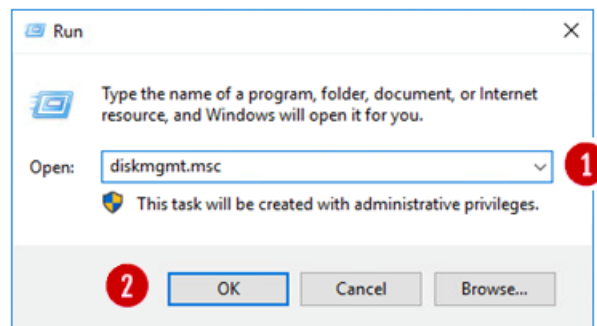 Run
Type the name of a program, folder, document, or Internet
resource, and Windows will open it for you.
Open: diskmgmt.msc 1
This task will be created with administrative privileges.
2 OK Cancel Browse...